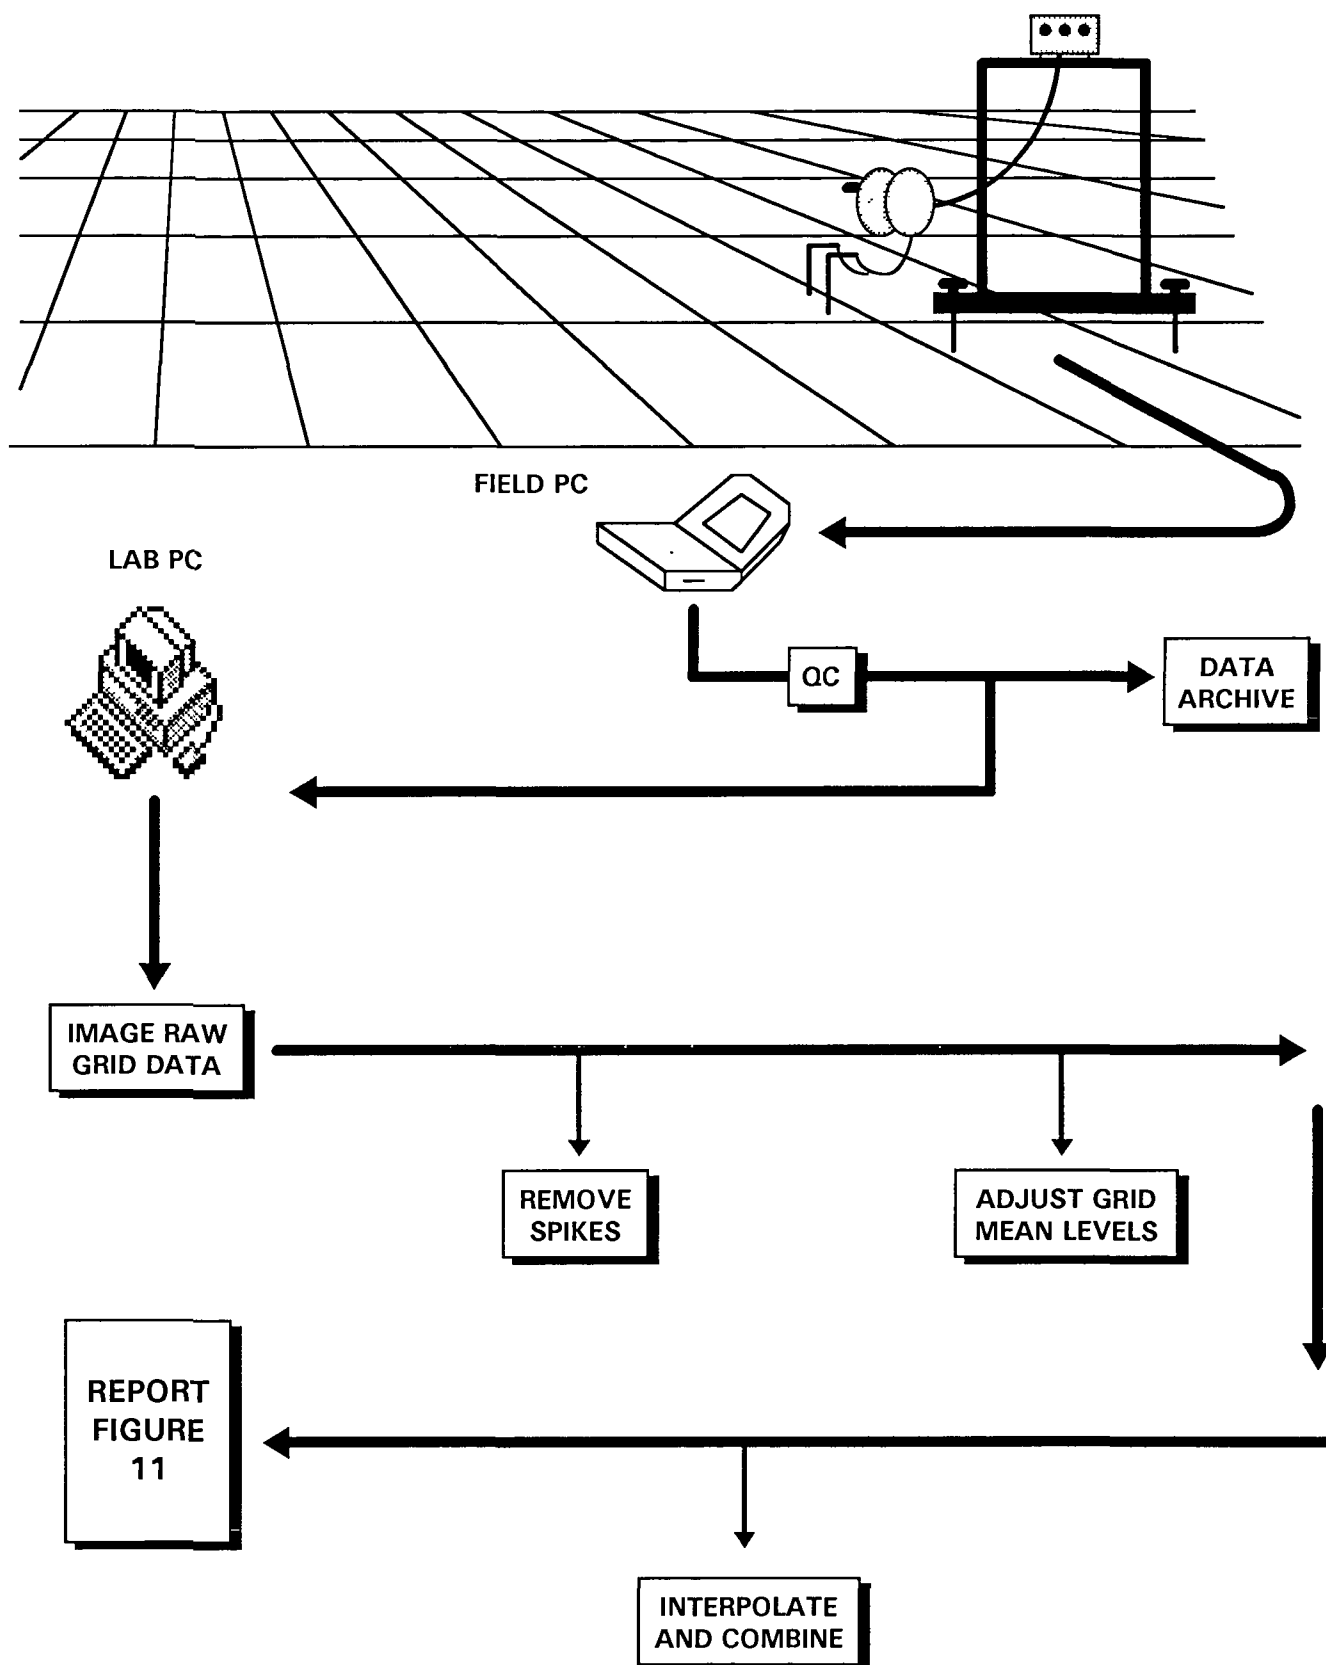 FIELD PC
LAB PC
QC
DATA
ARCHIVE
IMAGE RAW
GRID DATA
REMOVE
SPIKES
ADJUST GRID
MEAN LEVELS
REPORT
FIGURE
11
INTERPOLATE
AND COMBINE